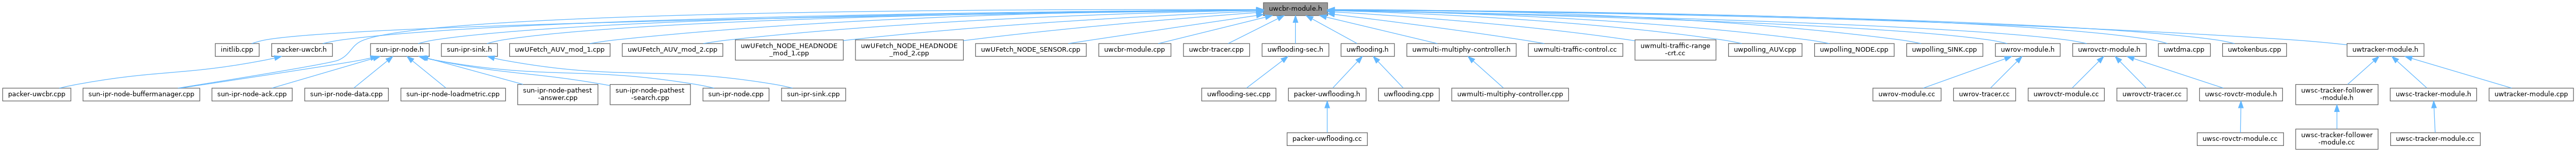 uwcbr-module.h
initlib.cpp
packer-uwcbr.h
sun-ipr-node.h
sun-ipr-sink.h
uwUFetch_AUV_mod_1.cpp
uwUFetch_AUV_mod_2.cpp
uwUFetch_NODE_HEADNODE
_mod_1.cpp
uwUFetch_NODE_HEADNODE
_mod_2.cpp
uwUFetch_NODE_SENSOR.cpp
uwcbr-module.cpp
uwcbr-tracer.cpp
uwflooding-sec.h
uwflooding.h
uwmulti-multiphy-controller.h
uwmulti-traffic-control.cc
uwmulti-traffic-range
-crt.cc
uwpolling_AUV.cpp
uwpolling_NODE.cpp
uwpolling_SINK.cpp
uwrov-module.h
uwrovctr-module.h
uwtdma.cpp
uwtokenbus.cpp
uwtracker-module.h
packer-uwcbr.cpp
sun-ipr-node-buffermanager.cpp
sun-ipr-node-ack.cpp
sun-ipr-node-data.cpp
sun-ipr-node-loadmetric.cpp
sun-ipr-node-pathest
-answer.cpp
sun-ipr-node-pathest
-search.cpp
sun-ipr-node.cpp
sun-ipr-sink.cpp
uwflooding-sec.cpp
packer-uwflooding.h
uwflooding.cpp
uwmulti-multiphy-controller.cpp
uwrov-module.cc
uwrov-tracer.cc
uwrovctr-module.cc
uwrovctr-tracer.cc
uwsc-rovctr-module.h
uwsc-tracker-follower
-module.h
uwsc-tracker-module.h
uwtracker-module.cpp
packer-uwflooding.cc
uwsc-rovctr-module.cc
uwsc-tracker-follower
-module.cc
uwsc-tracker-module.cc